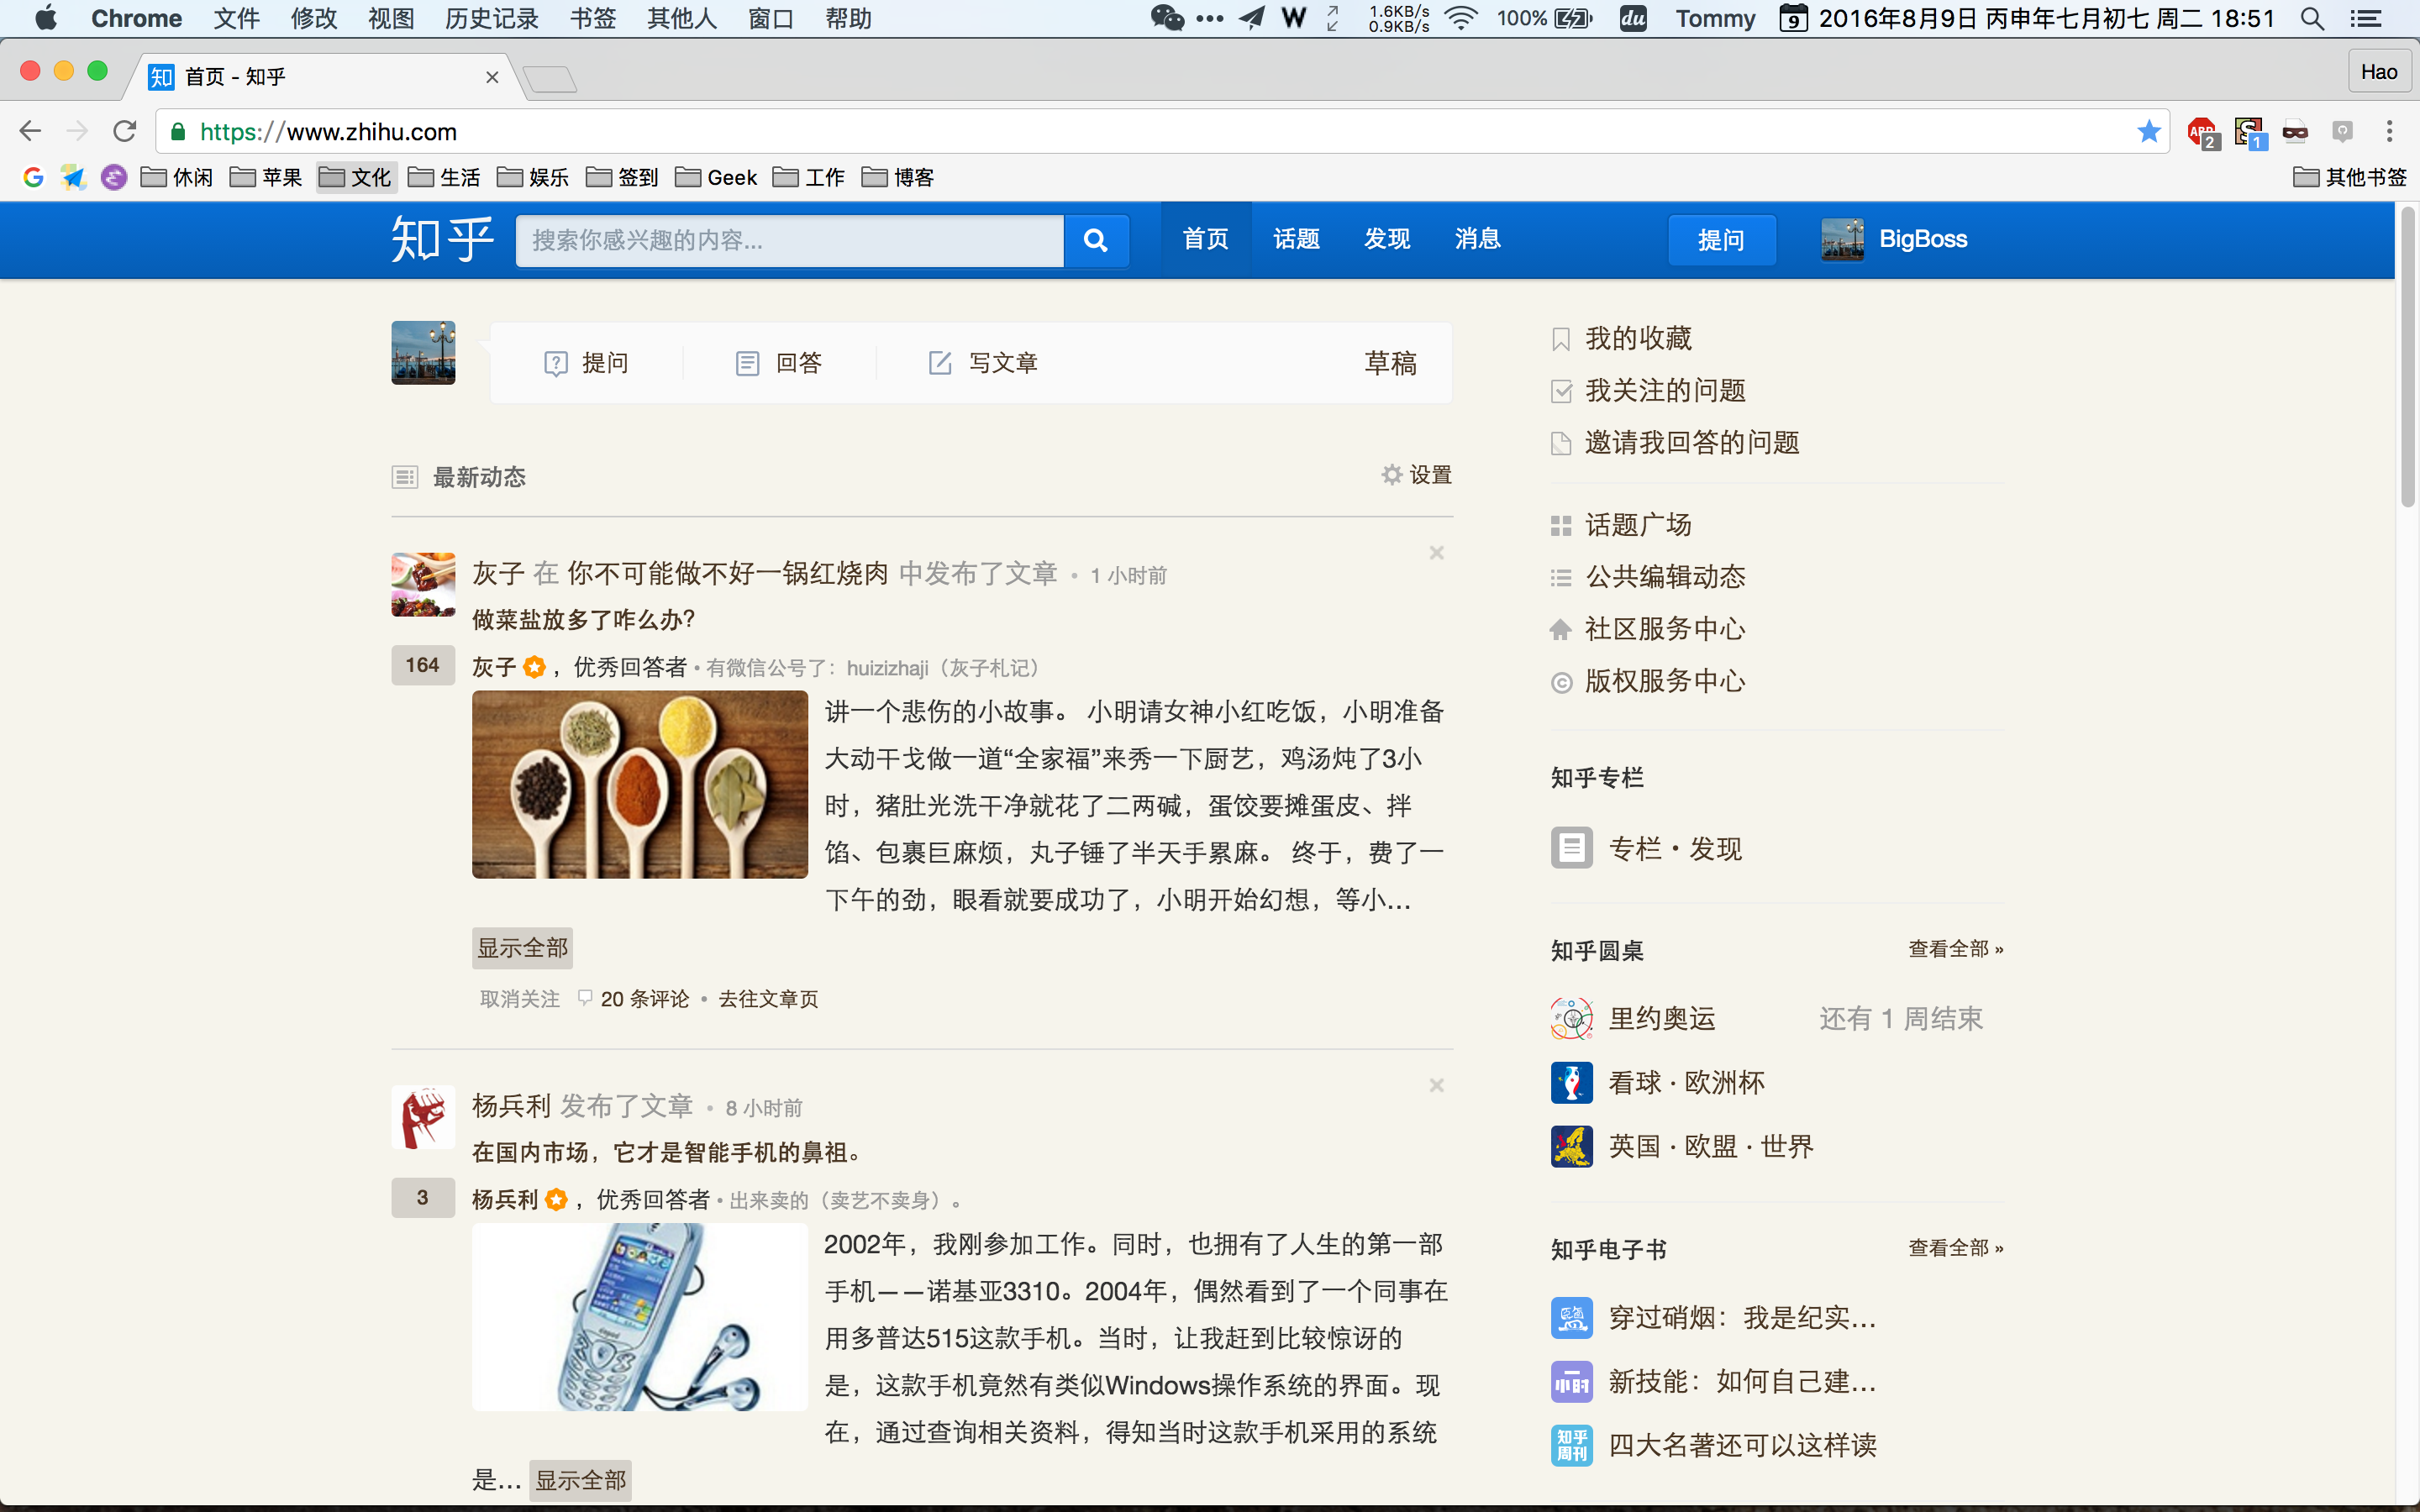 Chrome 文件 修改 视图 历史记录 书签 其他人 窗口 帮助 W 1.6KB/s 0.9KB/s 100% du Tommy 9 2016年8月9日 丙申年七月初七 周二 18:51
知 首页 - 知乎 Hao
https://www.zhihu.com ABP 2 S 1
G 休闲 苹果 文化 生活 娱乐 签到 Geek 工作 博客 其他书签
知乎 搜索你感兴趣的内容... 首页 话题 发现 消息 提问 BigBoss
提问 回答 写文章 草稿
最新动态 设置
灰子 在 你不可能做不好一锅红烧肉 中发布了文章 • 1 小时前
做菜盐放多了咋么办？
164
灰子 ，优秀回答者 • 有微信公号了：huizizhaji（灰子札记）
讲一个悲伤的小故事。 小明请女神小红吃饭，小明准备
大动干戈做一道“全家福”来秀一下厨艺，鸡汤炖了3小
时，猪肚光洗干净就花了二两碱，蛋饺要摊蛋皮、拌
馅、包裹巨麻烦，丸子锤了半天手累麻。 终于，费了一
下午的劲，眼看就要成功了，小明开始幻想，等小…
显示全部
取消关注 20 条评论 • 去往文章页
杨兵利 发布了文章 • 8 小时前
在国内市场，它才是智能手机的鼻祖。
3
杨兵利 ，优秀回答者 • 出来卖的（卖艺不卖身）。
2002年，我刚参加工作。同时，也拥有了人生的第一部
手机——诺基亚3310。2004年，偶然看到了一个同事在
用多普达515这款手机。当时，让我赶到比较惊讶的
是，这款手机竟然有类似Windows操作系统的界面。现
在，通过查询相关资料，得知当时这款手机采用的系统
是… 显示全部
我的收藏
我关注的问题
邀请我回答的问题
话题广场
公共编辑动态
社区服务中心
版权服务中心
知乎专栏
专栏・发现
知乎圆桌 查看全部 »
里约奥运 还有 1 周结束
看球 · 欧洲杯
英国 · 欧盟 · 世界
知乎电子书 查看全部 »
穿过硝烟：我是纪实…
一小时 新技能：如何自己建…
知乎周刊 四大名著还可以这样读